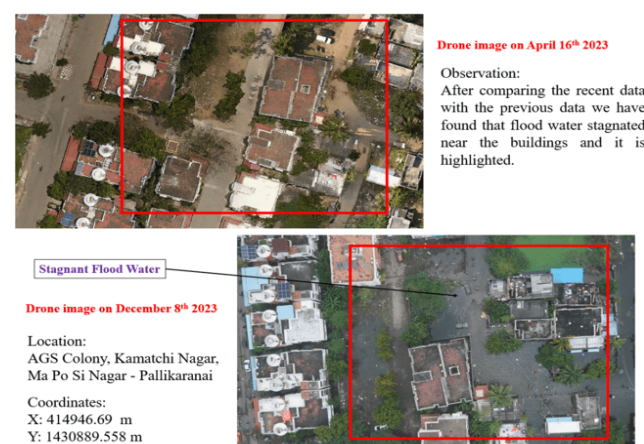 Drone image on April 16th 2023
Observation:
After comparing the recent data
with the previous data we have
found that flood water stagnated
near the buildings and it is
highlighted.
Stagnant Flood Water
Drone image on December 8th 2023
Location:
AGS Colony, Kamatchi Nagar,
Ma Po Si Nagar - Pallikaranai
Coordinates:
X: 414946.69 m
Y: 1430889.558 m